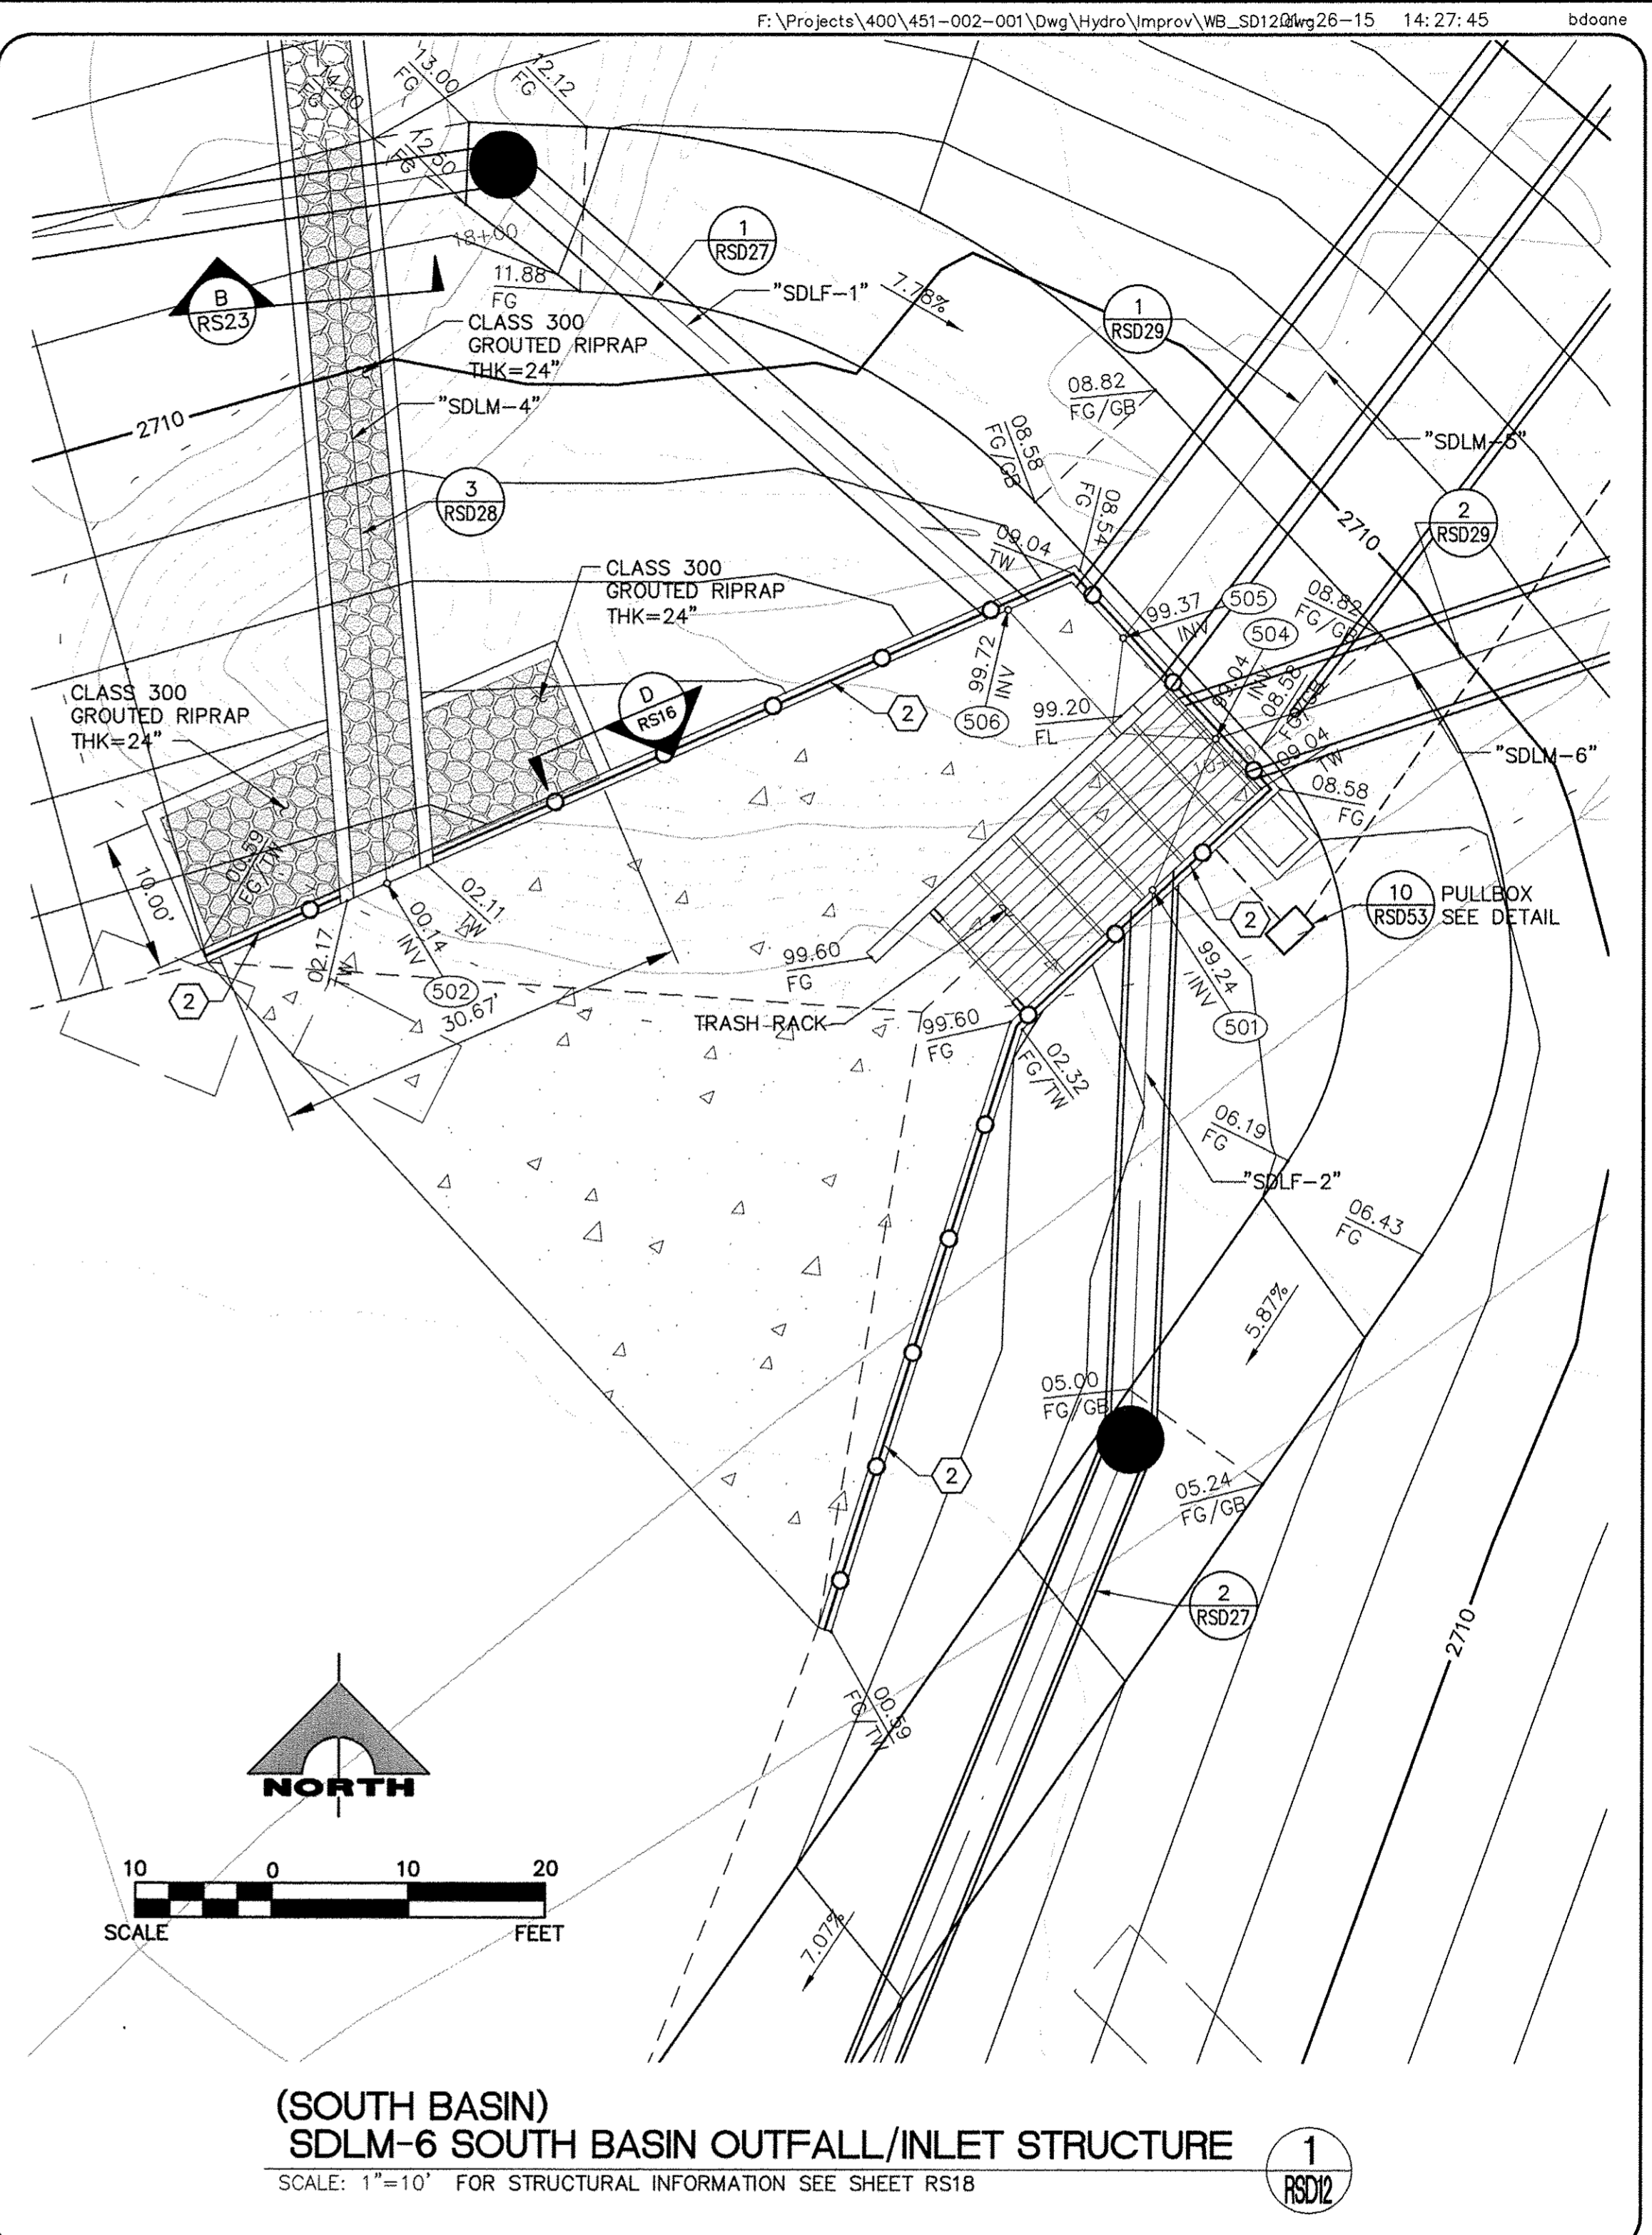 F:\Projects\400\451-002-001\Dwg\Hydro\Improv\WB_SD12.dwg 26-15 14:27:45 bdoane
14.00
FG
13.00
FG
12.12
FG
12.50
FG
18+00
11.88
FG
1
RSD27
"SDLF-1"
7.78%
B
RS23
CLASS 300
GROUTED RIPRAP
THK=24"
1
RSD29
08.82
FG/GB
2710
"SDLM-4"
08.58
FG/GB
"SDLM-5"
3
RSD28
08.54
FG
2710
2
RSD29
09.04
TW
CLASS 300
GROUTED RIPRAP
THK=24"
99.37
INV
505
08.82
FG/GB
504
99.04
INV
08.58
FG/GB
99.72
INV
506
CLASS 300
GROUTED RIPRAP
THK=24"
D
RS16
2
99.20
FL
09.04
TW
"SDLM-6"
08.58
FG
00.59
FG/TW
10.00'
02.11
TW
02.17
TW
00.14
INV
502
10
RSD53
PULLBOX
SEE DETAIL
2
99.60
FG
99.24
INV
501
2
30.67'
TRASH RACK
99.60
FG
02.32
FG/TW
06.19
FG
"SDLF-2"
06.43
FG
5.87%
05.00
FG/GB
2
05.24
FG/GB
2
RSD27
2710
00.59
FG/TW
NORTH
10 0 10 20
SCALE FEET
7.07%
(SOUTH BASIN)
SDLM-6 SOUTH BASIN OUTFALL/INLET STRUCTURE
1
RSD12
SCALE: 1"=10' FOR STRUCTURAL INFORMATION SEE SHEET RS18